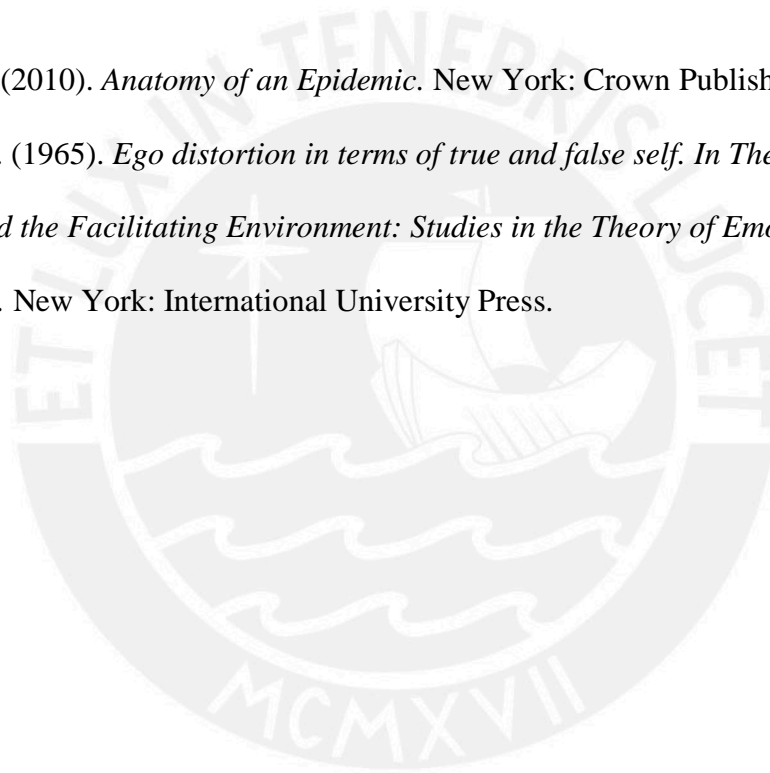 (2010). Anatomy of an Epidemic. New York: Crown Publish
. (1965). Ego distortion in terms of true and false self. In The
d the Facilitating Environment: Studies in the Theory of Emo
. New York: International University Press.
ET LUX IN TENEBRIS LUCET
MCMXVII